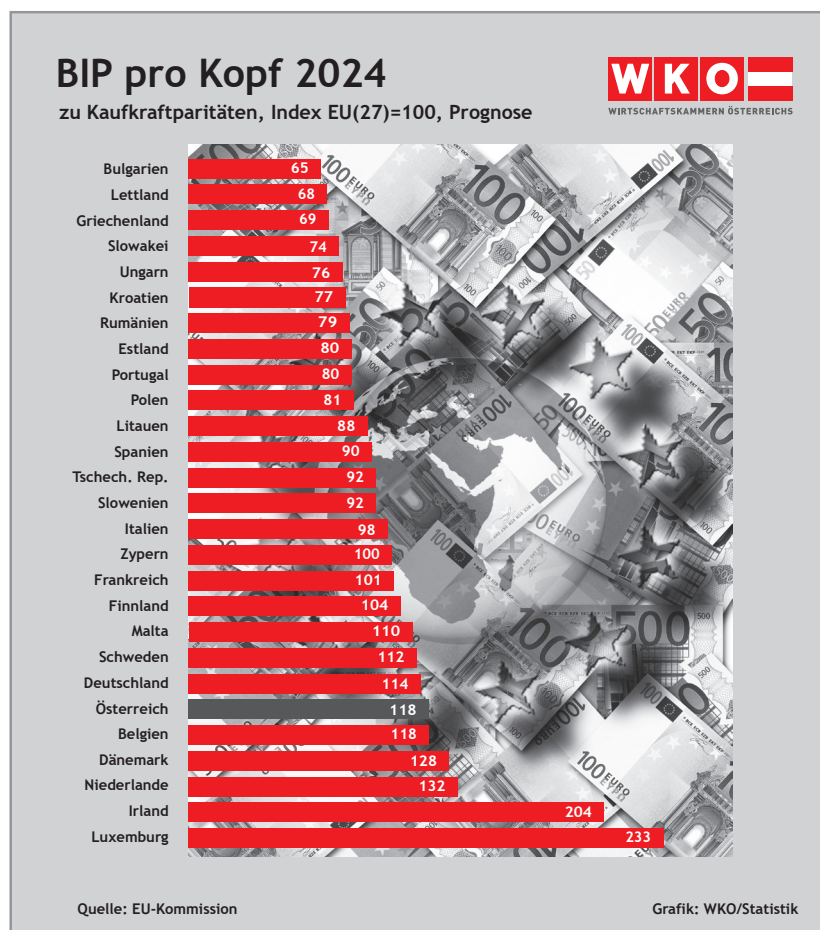 BIP pro Kopf 2024
zu Kaufkraftparitäten, Index EU(27)=100, Prognose
WKO
WIRTSCHAFTSKAMMERN ÖSTERREICHS
Bulgarien 65
Lettland 68
Griechenland 69
Slowakei 74
Ungarn 76
Kroatien 77
Rumänien 79
Estland 80
Portugal 80
Polen 81
Litauen 88
Spanien 90
Tschech. Rep. 92
Slowenien 92
Italien 98
Zypern 100
Frankreich 101
Finnland 104
Malta 110
Schweden 112
Deutschland 114
Österreich 118
Belgien 118
Dänemark 128
Niederlande 132
Irland 204
Luxemburg 233
Quelle: EU-Kommission
Grafik: WKO/Statistik